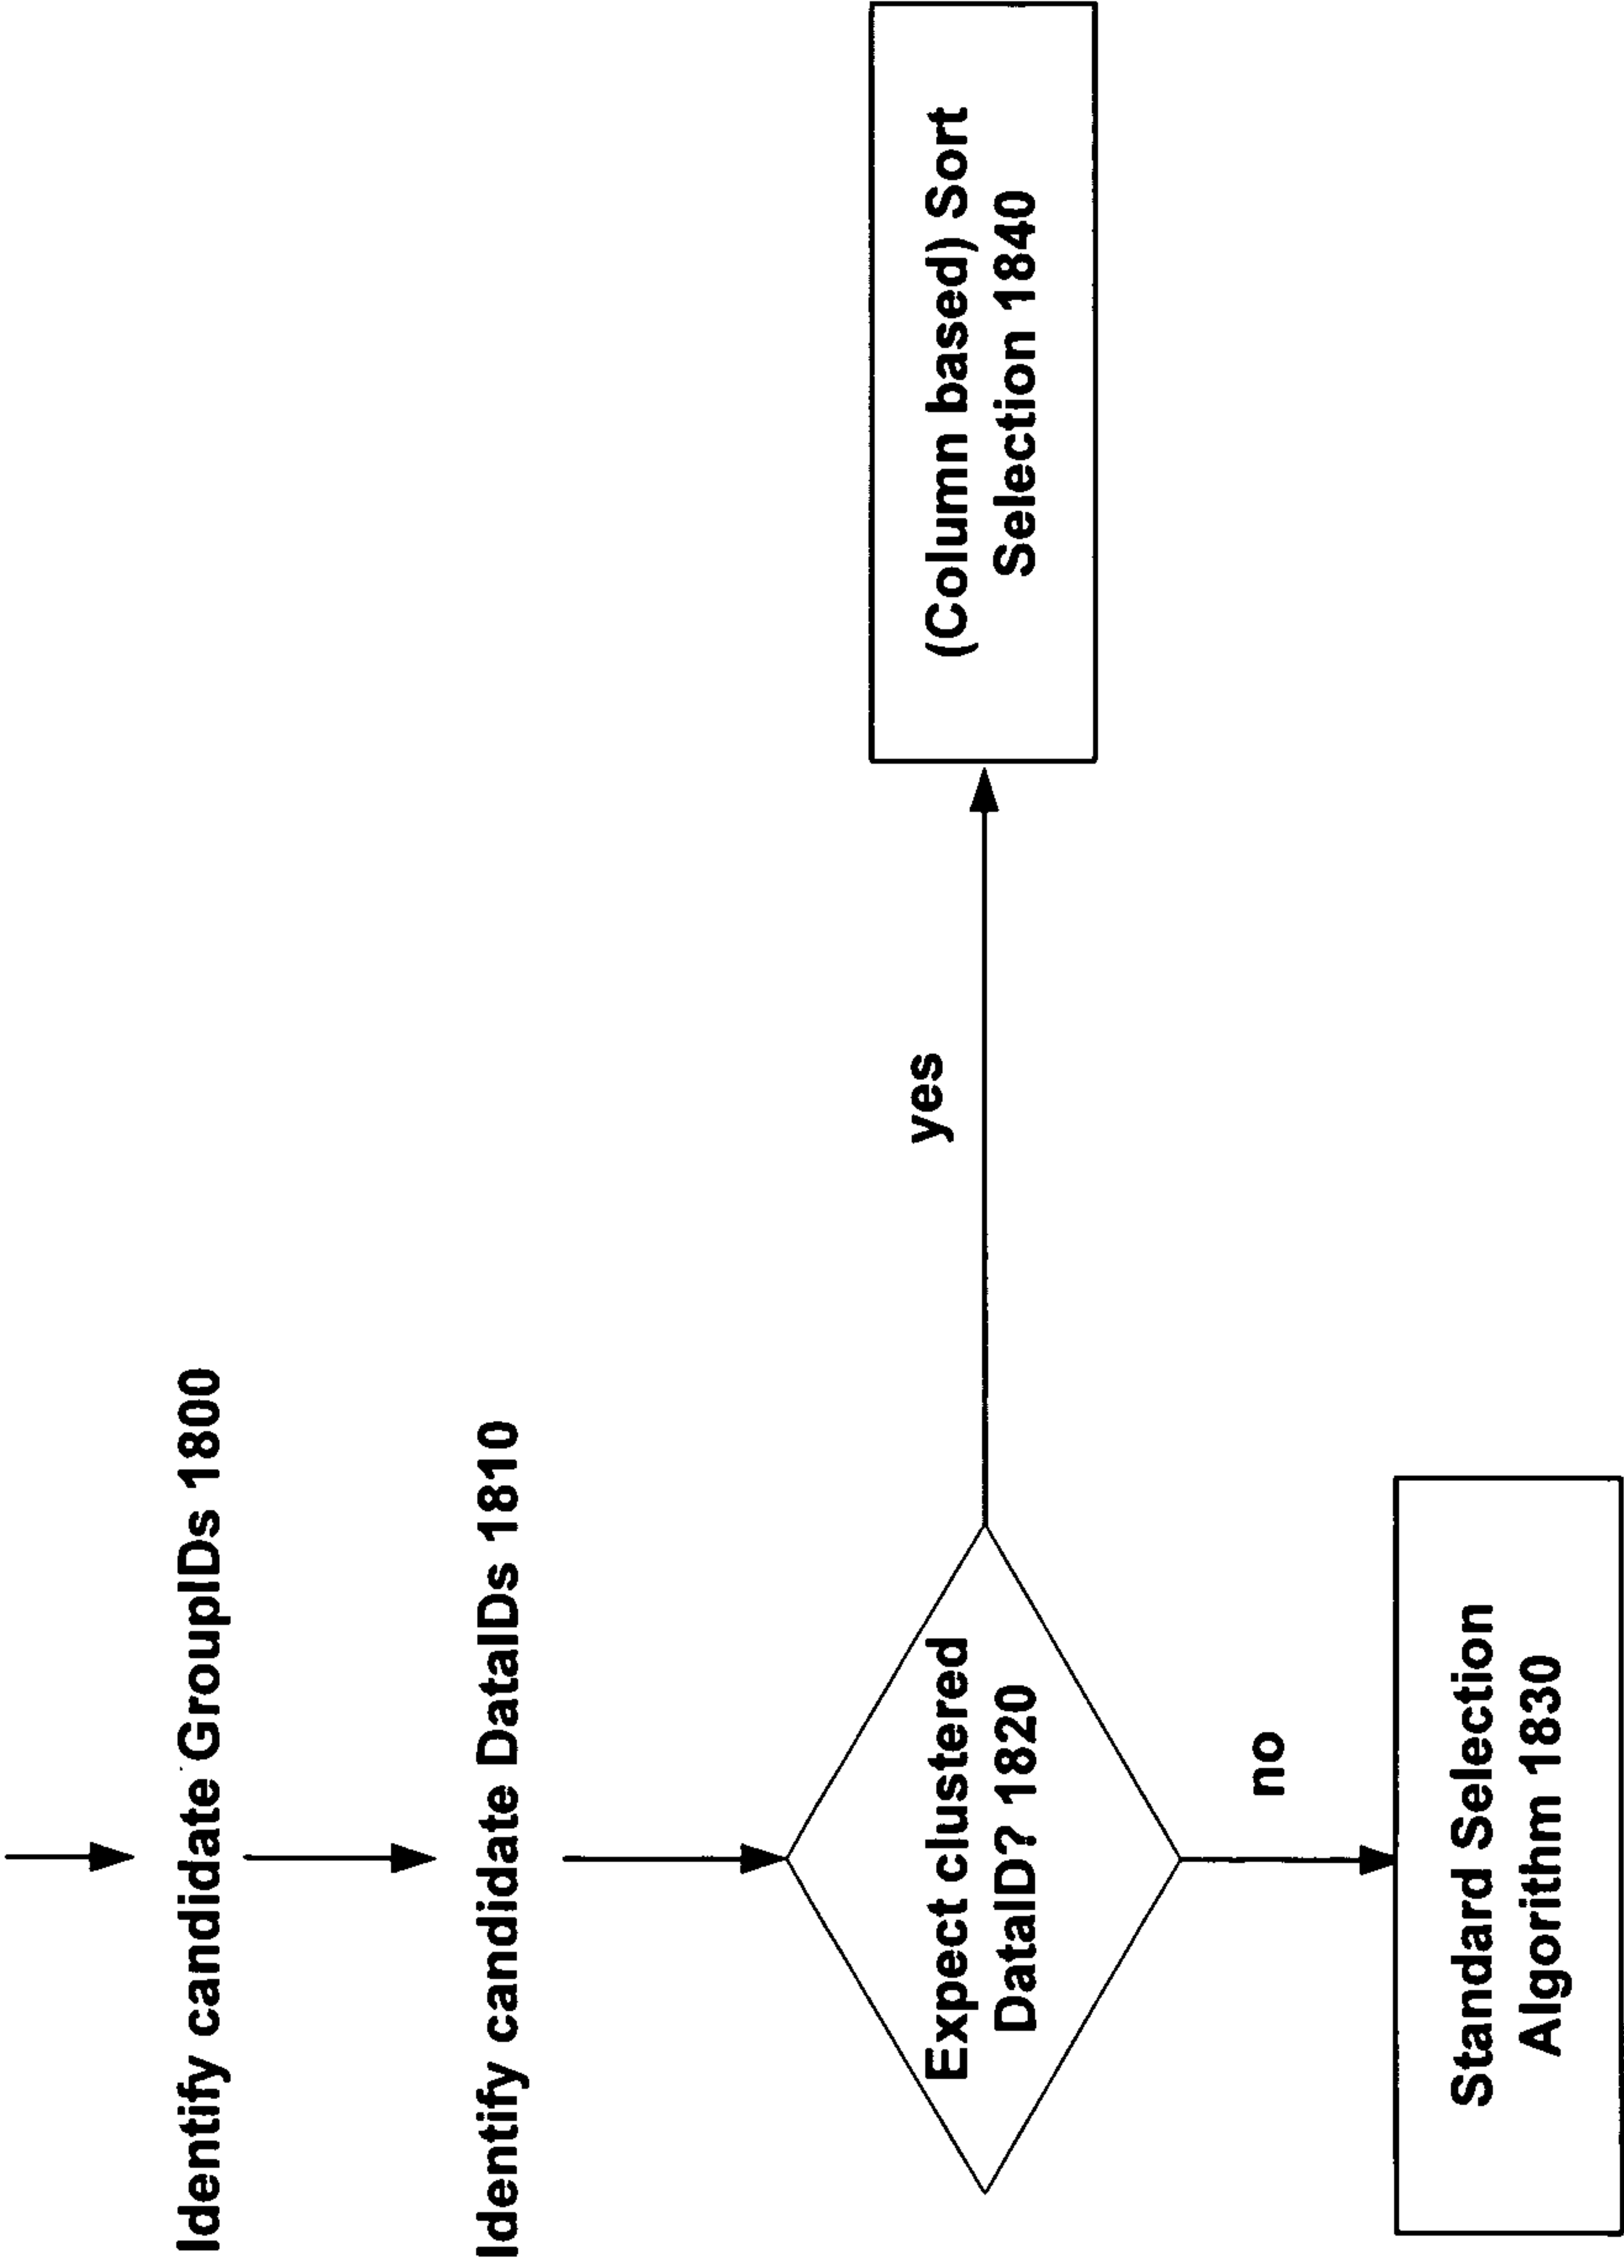 Identify candidate GroupIDs 1800
Identify candidate DataIDs 1810
Expect clustered
DataID? 1820
yes
(Column based) Sort
Selection 1840
no
Standard Selection
Algorithm 1830